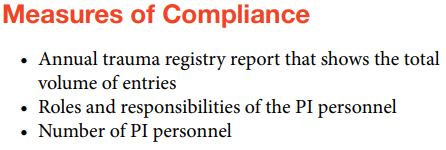 Measures of Compliance
• Annual trauma registry report that shows the total
volume of entries
• Roles and responsibilities of the PI personnel
• Number of PI personnel